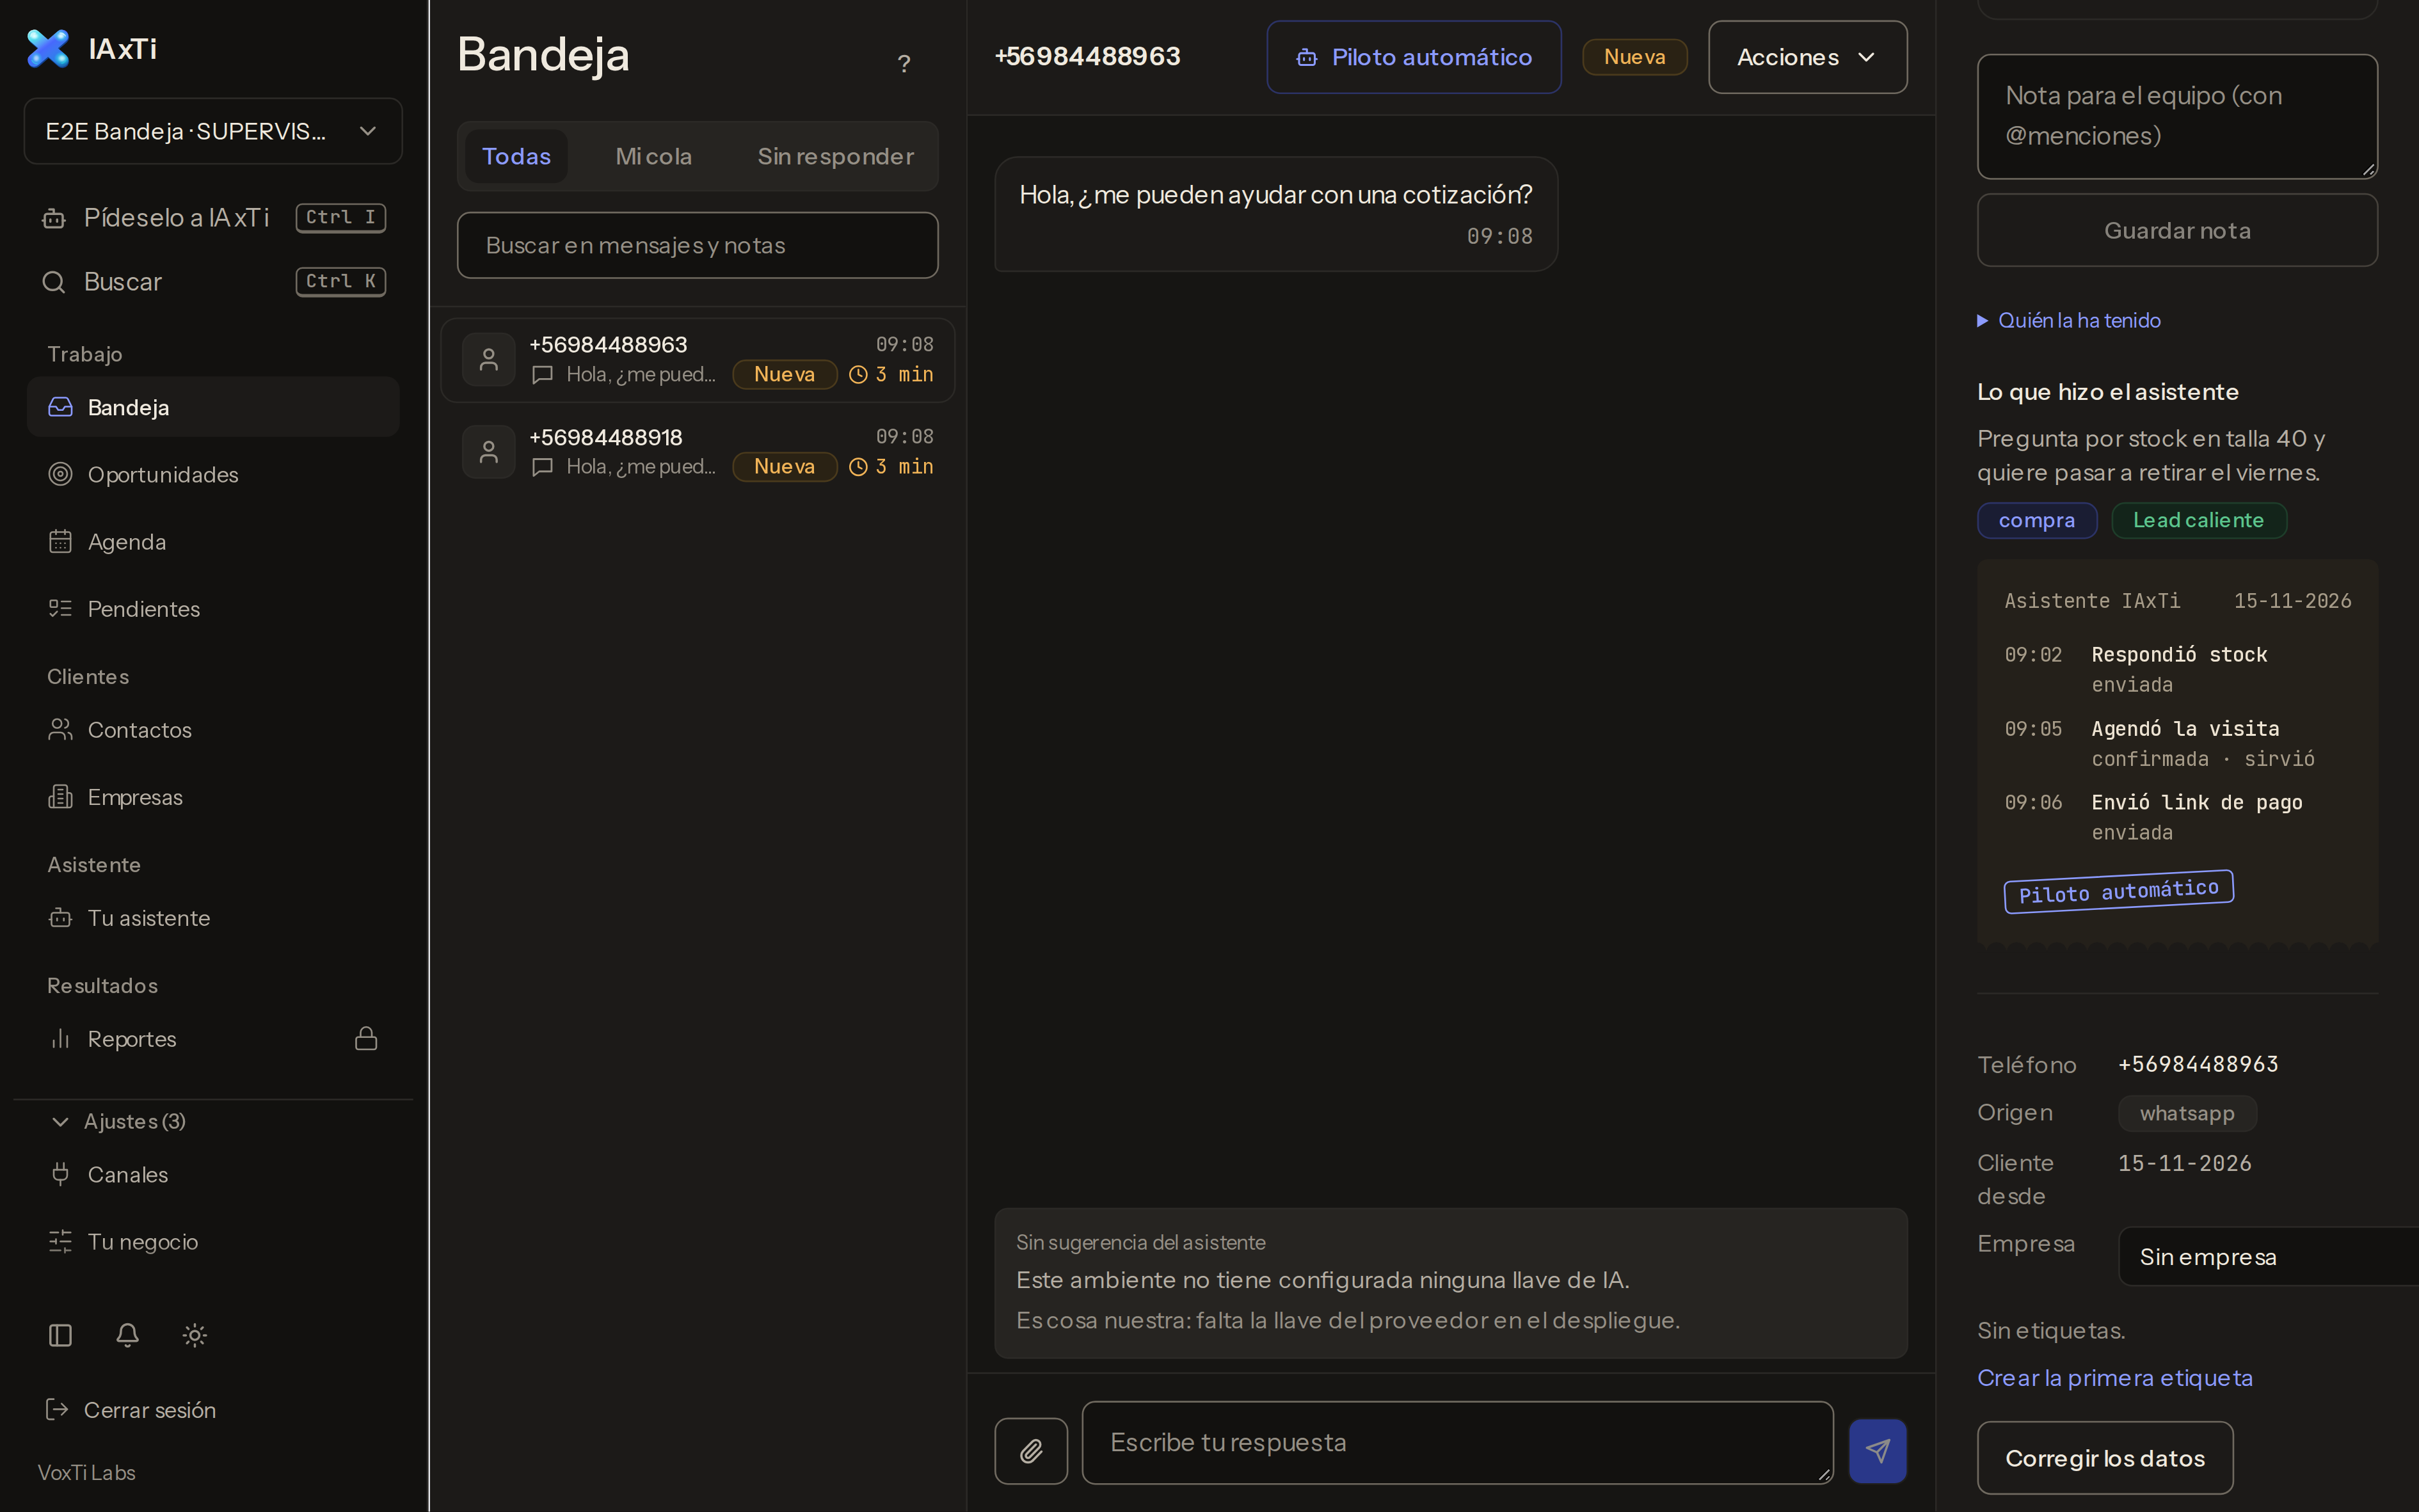 IAxTi
E2E Bandeja · SUPERVIS...
Pídeselo a IAxTi
Ctrl I
Buscar
Ctrl K
Trabajo
Bandeja
Oportunidades
Agenda
Pendientes
Clientes
Contactos
Empresas
Asistente
Tu asistente
Resultados
Reportes
Ajustes (3)
Canales
Tu negocio
Cerrar sesión
VoxTi Labs
Bandeja
?
Todas
Mi cola
Sin responder
Buscar en mensajes y notas
+56984488963
09:08
Hola, ¿me pued...
Nueva
3 min
+56984488918
09:08
Hola, ¿me pued...
Nueva
3 min
+56984488963
Piloto automático
Nueva
Acciones
Hola, ¿me pueden ayudar con una cotización?
09:08
Sin sugerencia del asistente
Este ambiente no tiene configurada ninguna llave de IA.
Es cosa nuestra: falta la llave del proveedor en el despliegue.
Escribe tu respuesta
Nota para el equipo (con
@menciones)
Guardar nota
Quién la ha tenido
Lo que hizo el asistente
Pregunta por stock en talla 40 y
quiere pasar a retirar el viernes.
compra
Lead caliente
Asistente IAxTi
15-11-2026
09:02
Respondió stock
enviada
09:05
Agendó la visita
confirmada · sirvió
09:06
Envió link de pago
enviada
Piloto automático
Teléfono
+56984488963
Origen
whatsapp
Cliente
desde
15-11-2026
Empresa
Sin empresa
Sin etiquetas.
Crear la primera etiqueta
Corregir los datos